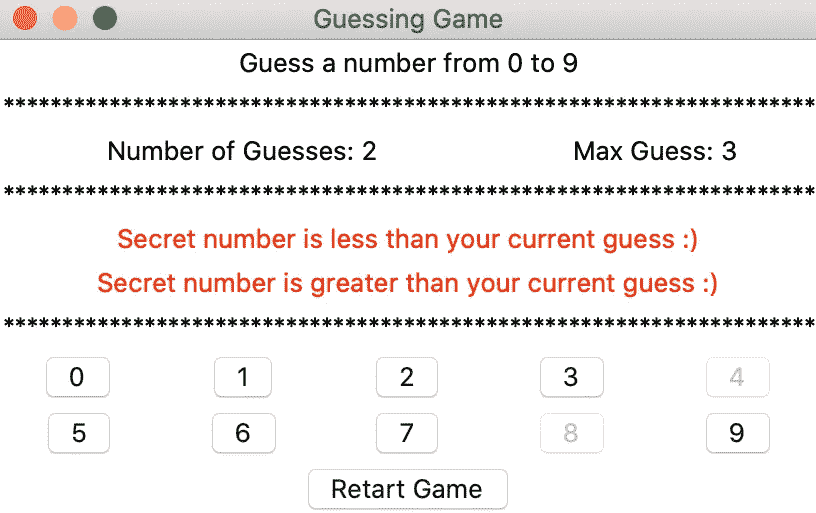 Guessing Game
Guess a number from 0 to 9
**********************************************************************
Number of Guesses: 2 Max Guess: 3
**********************************************************************
Secret number is less than your current guess :)
Secret number is greater than your current guess :)
**********************************************************************
0 1 2 3 4
5 6 7 8 9
Retart Game